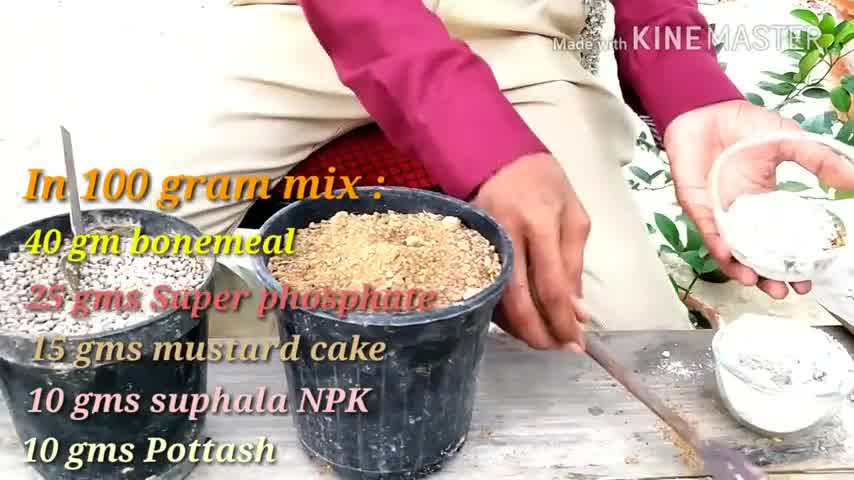 Made with KINEMASTER
In 100 gram mix :
40 gm bonemeal
25 gms Super phosphate
15 gms mustard cake
10 gms suphala NPK
10 gms Pottash